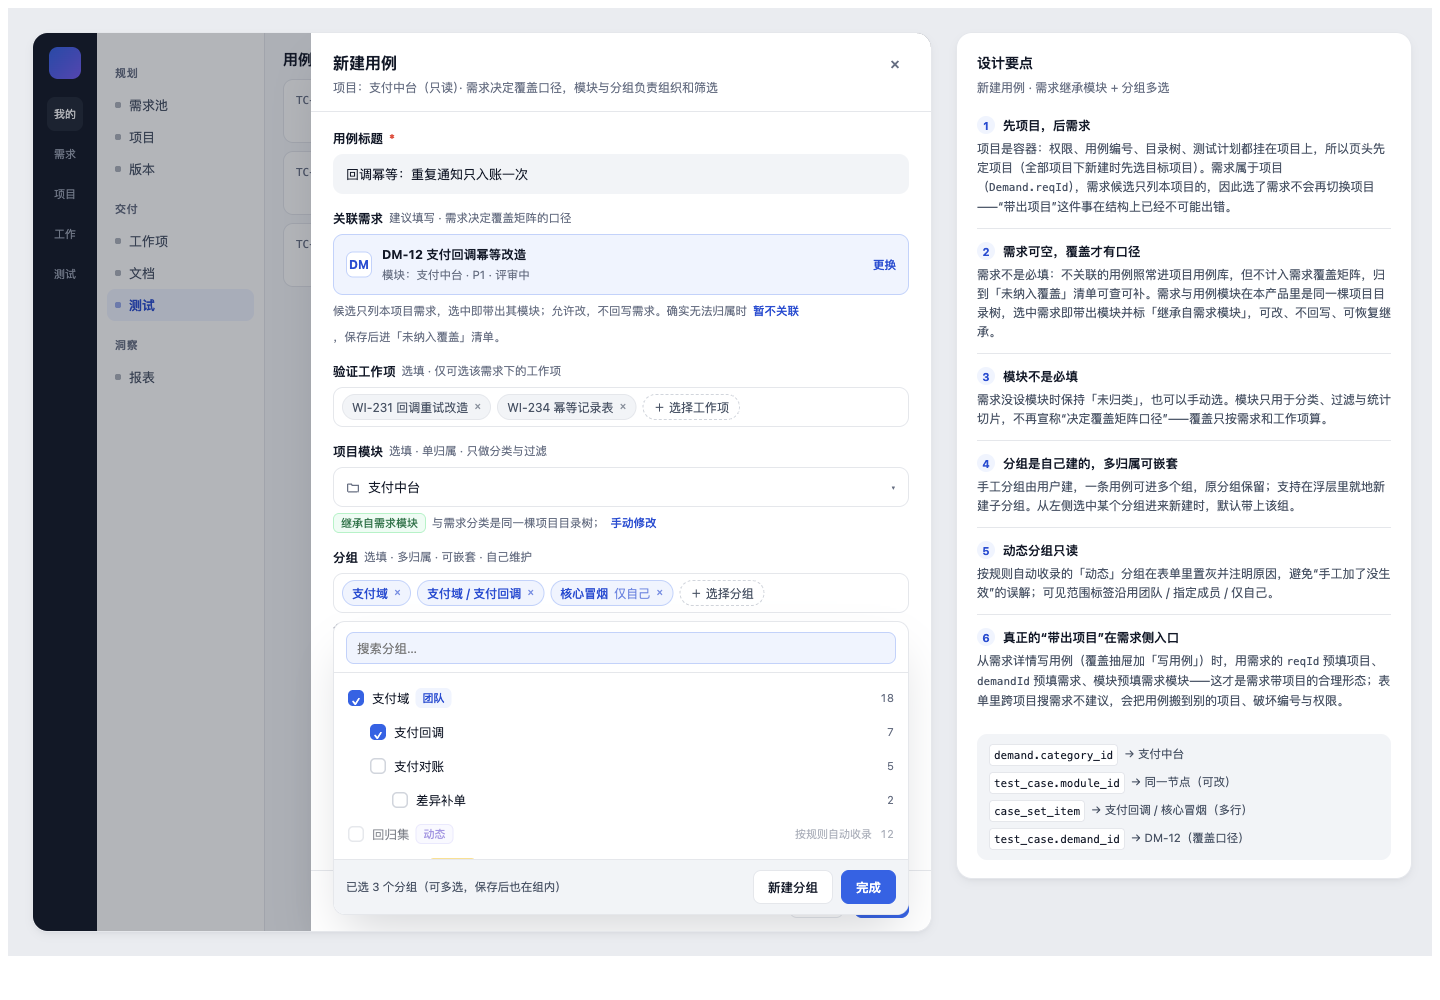 我的
需求
项目
工作
测试
规划
需求池
项目
版本
交付
工作项
文档
测试
洞察
报表
用例
TC-
TC-
TC-
新建用例
×
项目：支付中台（只读）· 需求决定覆盖口径，模块与分组负责组织和筛选
用例标题 *
回调幂等：重复通知只入账一次
关联需求 建议填写 · 需求决定覆盖矩阵的口径
DM
DM-12 支付回调幂等改造
模块：支付中台 · P1 · 评审中
更换
候选只列本项目需求，选中即带出其模块；允许改，不回写需求。确实无法归属时 暂不关联
，保存后进「未纳入覆盖」清单。
验证工作项 选填 · 仅可选该需求下的工作项
WI-231 回调重试改造 ×
WI-234 幂等记录表 ×
+ 选择工作项
项目模块 选填 · 单归属 · 只做分类与过滤
支付中台
继承自需求模块 与需求分类是同一棵项目目录树； 手动修改
分组 选填 · 多归属 · 可嵌套 · 自己维护
支付域 ×
支付域 / 支付回调 ×
核心冒烟 仅自己 ×
+ 选择分组
搜索分组...
支付域 团队 18
支付回调 7
支付对账 5
差异补单 2
回归集 动态 按规则自动收录 12
已选 3 个分组（可多选，保存后也在组内）
新建分组
完成
设计要点
新建用例 · 需求继承模块 + 分组多选
1 先项目，后需求
项目是容器：权限、用例编号、目录树、测试计划都挂在项目上，所以页头先
定项目（全部项目下新建时先选目标项目）。需求属于项目
（Demand.reqId），需求候选只列本项目的，因此选了需求不会再切换项目
——“带出项目”这件事在结构上已经不可能出错。
2 需求可空，覆盖才有口径
需求不是必填：不关联的用例照常进项目用例库，但不计入需求覆盖矩阵，归
到「未纳入覆盖」清单可查可补。需求与用例模块在本产品里是同一棵项目目
录树，选中需求即带出模块并标「继承自需求模块」，可改、不回写、可恢复继
承。
3 模块不是必填
需求没设模块时保持「未归类」，也可以手动选。模块只用于分类、过滤与统计
切片，不再宣称“决定覆盖矩阵口径”——覆盖只按需求和工作项算。
4 分组是自己建的，多归属可嵌套
手工分组由用户建，一条用例可进多个组，原分组保留；支持在浮层里就地新
建子分组。从左侧选中某个分组进来新建时，默认带上该组。
5 动态分组只读
按规则自动收录的「动态」分组在表单里置灰并注明原因，避免“手工加了没生
效”的误解；可见范围标签沿用团队 / 指定成员 / 仅自己。
6 真正的“带出项目”在需求侧入口
从需求详情写用例（覆盖抽屉加「写用例」）时，用需求的 reqId 预填项目、
demandId 预填需求、模块预填需求模块——这才是需求带项目的合理形态；表
单里跨项目搜需求不建议，会把用例搬到别的项目、破坏编号与权限。
demand.category_id → 支付中台
test_case.module_id → 同一节点（可改）
case_set_item → 支付回调 / 核心冒烟（多行）
test_case.demand_id → DM-12（覆盖口径）